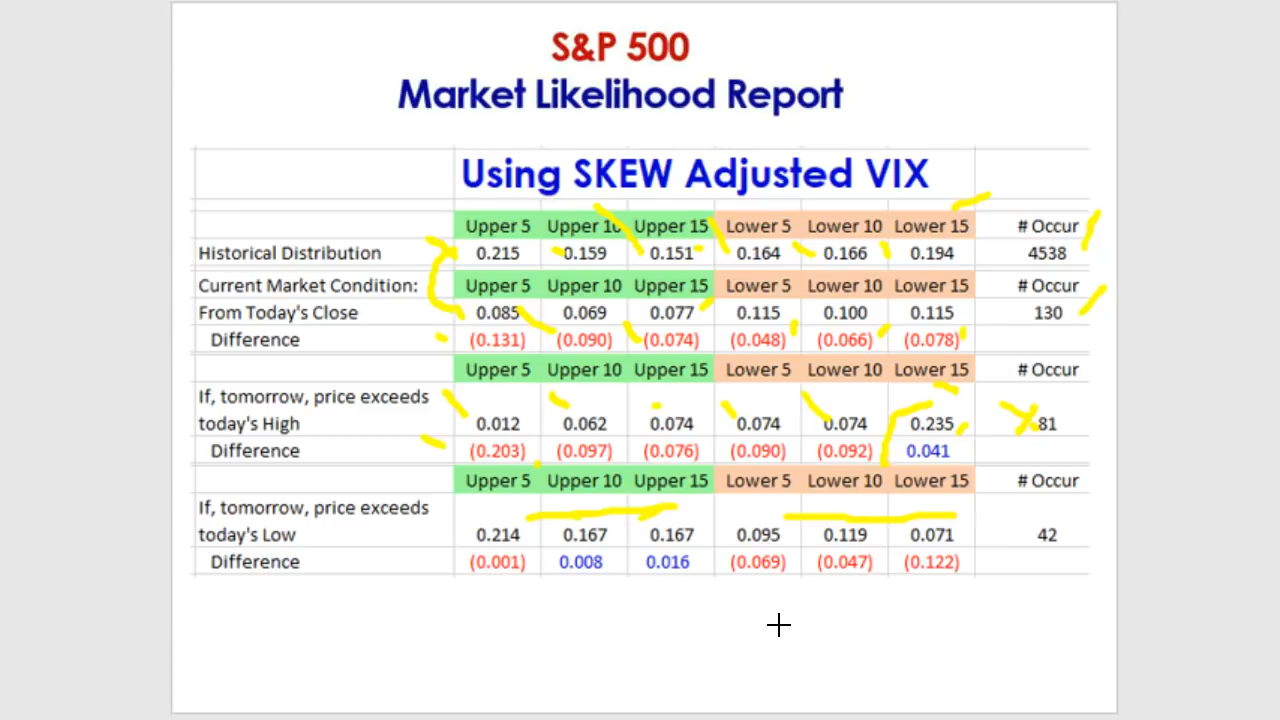 S&P 500
Market Likelihood Report
Using SKEW Adjusted VIX
Upper 5 Upper 10 Upper 15 Lower 5 Lower 10 Lower 15 # Occur
Historical Distribution 0.215 0.159 0.151 0.164 0.166 0.194 4538
Current Market Condition: Upper 5 Upper 10 Upper 15 Lower 5 Lower 10 Lower 15 # Occur
From Today's Close 0.085 0.069 0.077 0.115 0.100 0.115 130
Difference (0.131) (0.090) (0.074) (0.048) (0.066) (0.078)
Upper 5 Upper 10 Upper 15 Lower 5 Lower 10 Lower 15 # Occur
If, tomorrow, price exceeds
today's High 0.012 0.062 0.074 0.074 0.074 0.235 81
Difference (0.203) (0.097) (0.076) (0.090) (0.092) 0.041
Upper 5 Upper 10 Upper 15 Lower 5 Lower 10 Lower 15 # Occur
If, tomorrow, price exceeds
today's Low 0.214 0.167 0.167 0.095 0.119 0.071 42
Difference (0.001) 0.008 0.016 (0.069) (0.047) (0.122)